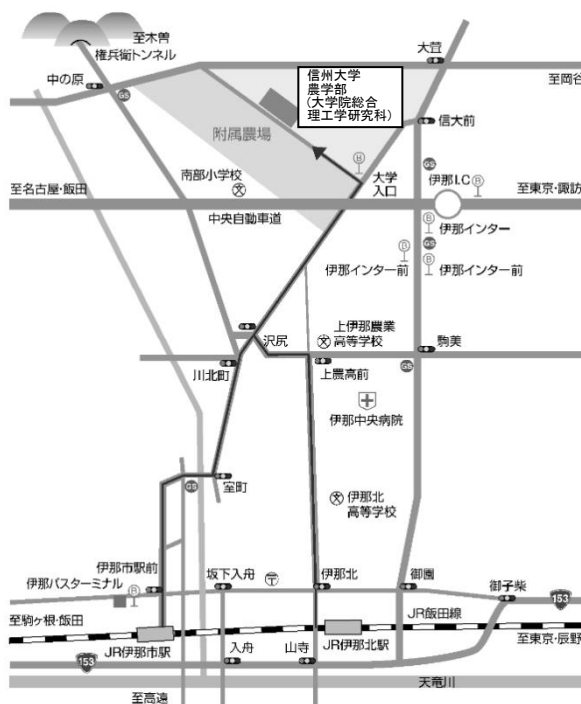 至木曽
権兵衛トンネル
中の原
GS
信州大学
農学部
(大学院総合
理工学研究科)
大萱
至岡谷
信大前
附属農場
南部小学校
文
B
大学
入口
GS
伊那I.C
B
至名古屋・飯田
至東京・諏訪
中央自動車道
B
伊那インター
GS
B
伊那インター前
B
伊那インター前
沢尻
文
上伊那農業
高等学校
駒美
川北町
上農高前
GS
伊那中央病院
GS
室町
文
伊那北
高等学校
伊那市駅前
伊那バスターミナル
B
坂下入舟
〒
伊那北
御園
御子柴
153
至駒ヶ根・飯田
JR飯田線
JR伊那市駅
JR伊那北駅
至東京・辰野
153
入舟
山寺
天竜川
至高遠